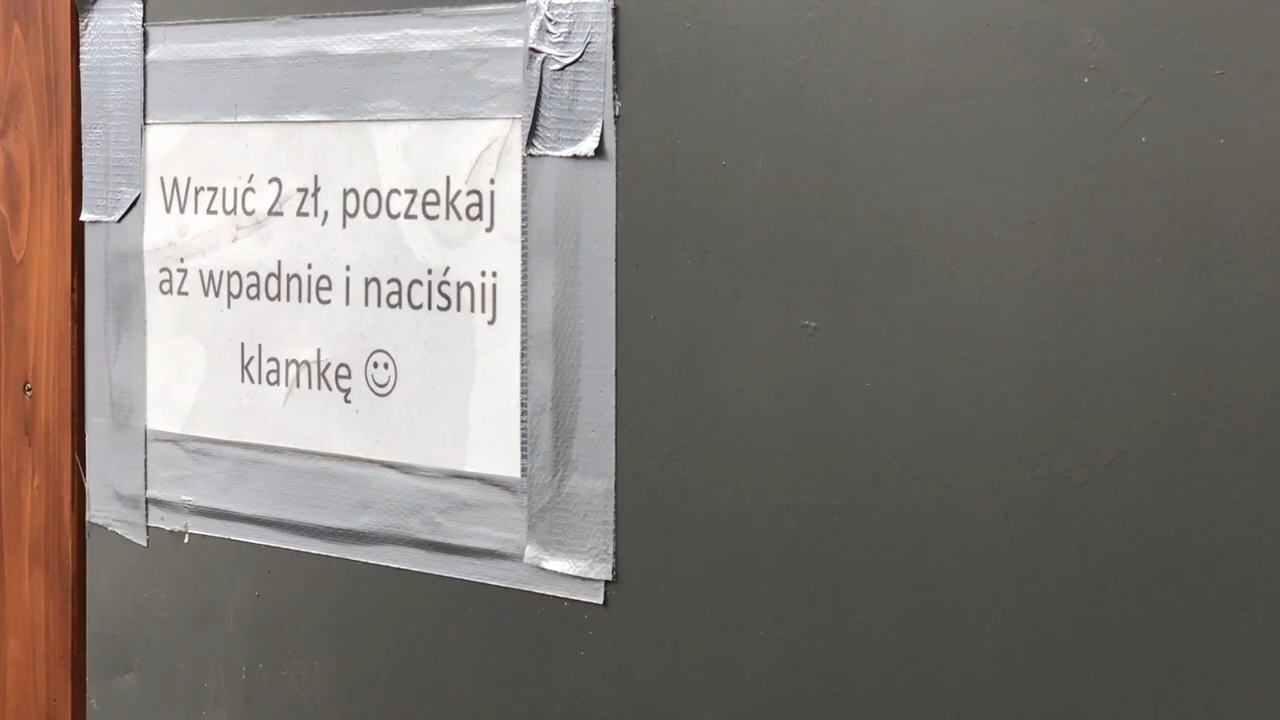 Wrzuć 2 zł, poczekaj
aż wpadnie i naciśnij
klamkę ☺